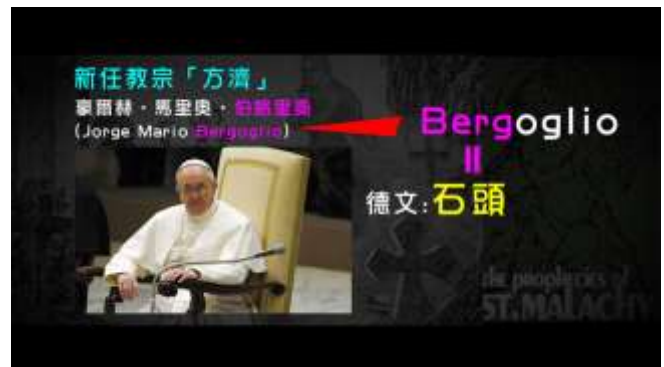 新任教宗「方濟」
豪爾赫·馬里奧·伯格里奧
(Jorge Mario Bergoglio)
Bergoglio
=
德文:石頭
the prophecies of
ST.MALACHY